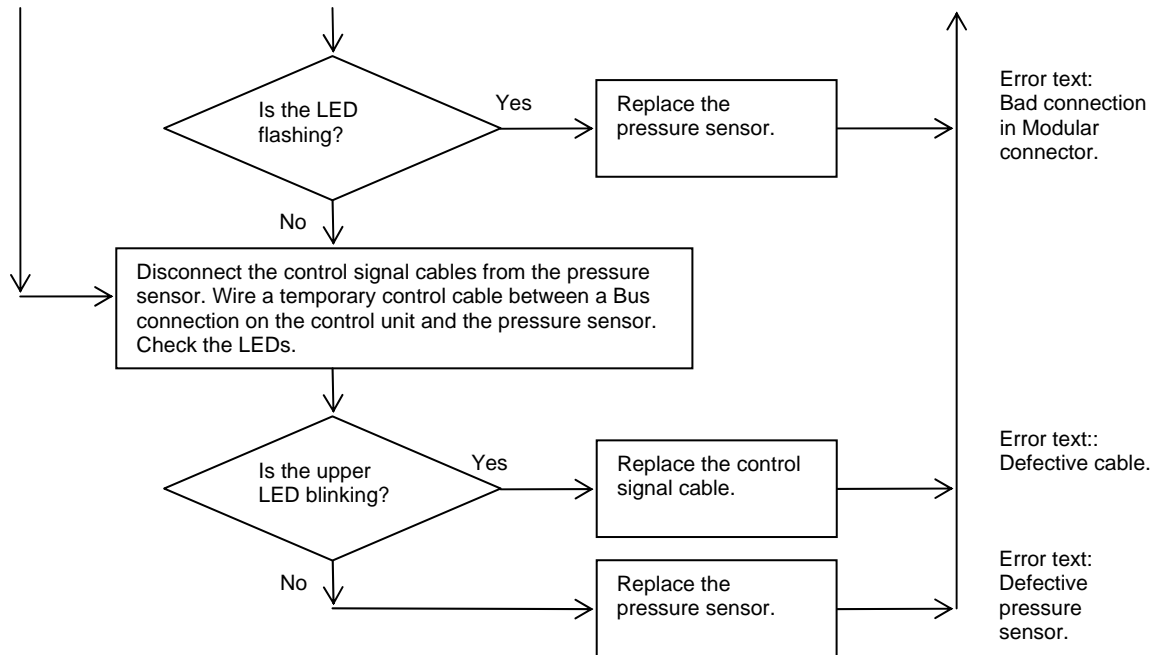 Is the LED
flashing?
Yes
Replace the
pressure sensor.
Error text:
Bad connection
in Modular
connector.
No
Disconnect the control signal cables from the pressure
sensor. Wire a temporary control cable between a Bus
connection on the control unit and the pressure sensor.
Check the LEDs.
Is the upper
LED blinking?
Yes
Replace the control
signal cable.
Error text::
Defective cable.
No
Replace the
pressure sensor.
Error text:
Defective
pressure
sensor.